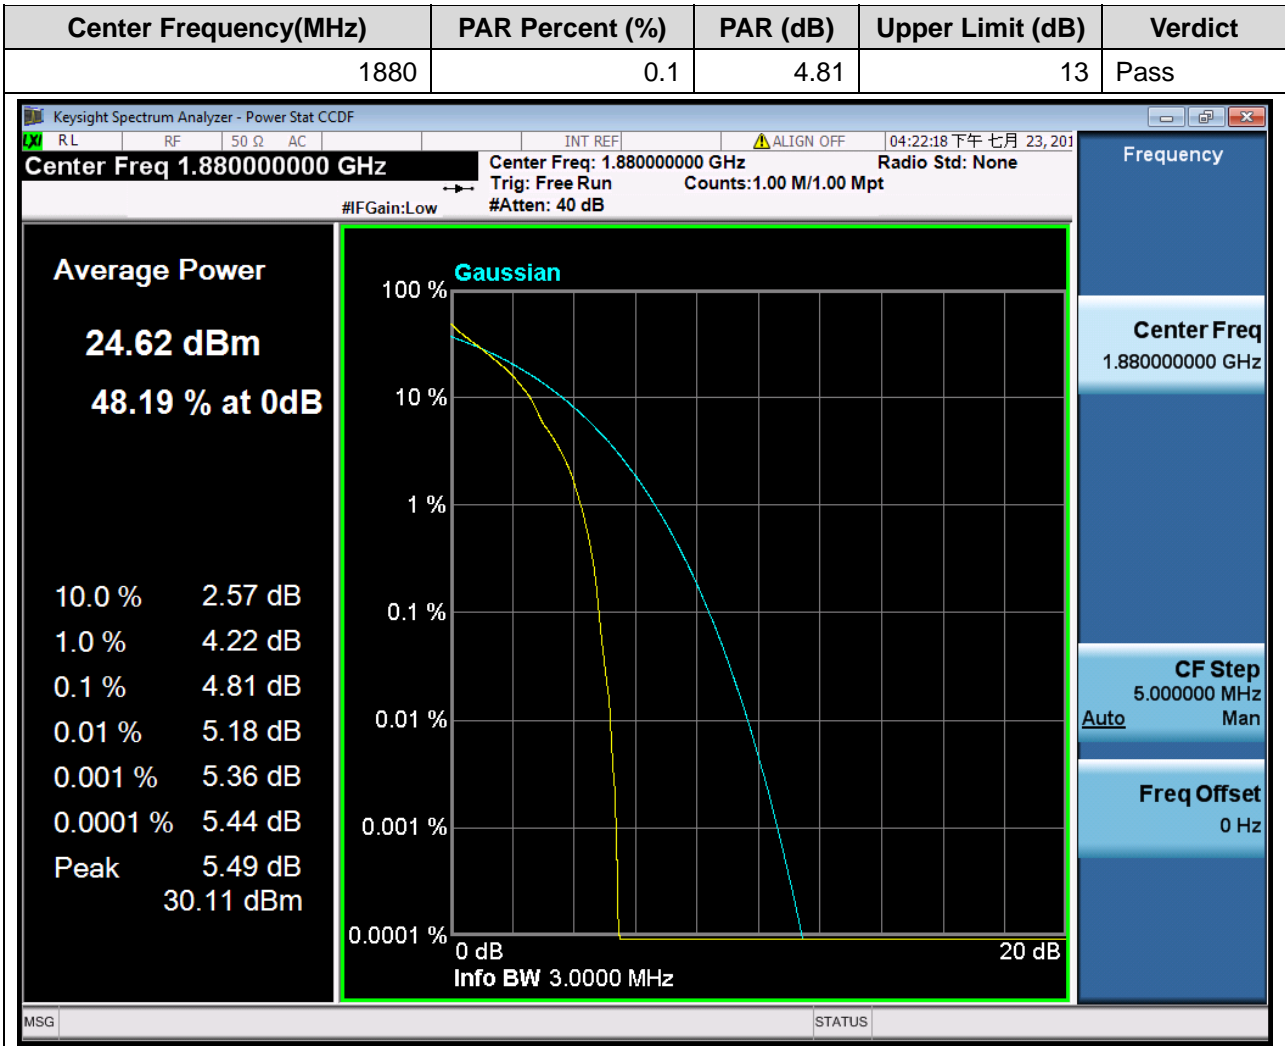 Center Frequency(MHz) PAR Percent (%) PAR (dB) Upper Limit (dB) Verdict
1880 0.1 4.81 13 Pass
Keysight Spectrum Analyzer - Power Stat CCDF
LXI RL RF 50 Ω AC INT REF ALIGN OFF 04:22:18 下午 七月 23, 201
Center Freq 1.880000000 GHz
Center Freq: 1.880000000 GHz Radio Std: None
Trig: Free Run Counts:1.00 M/1.00 Mpt
#IFGain:Low #Atten: 40 dB
Frequency
Average Power
24.62 dBm
48.19 % at 0dB
10.0 % 2.57 dB
1.0 % 4.22 dB
0.1 % 4.81 dB
0.01 % 5.18 dB
0.001 % 5.36 dB
0.0001 % 5.44 dB
Peak 5.49 dB
30.11 dBm
Gaussian
100 %
10 %
1 %
0.1 %
0.01 %
0.001 %
0.0001 %
0 dB 20 dB
Info BW 3.0000 MHz
Center Freq
1.880000000 GHz
CF Step
5.000000 MHz
Auto Man
Freq Offset
0 Hz
MSG STATUS